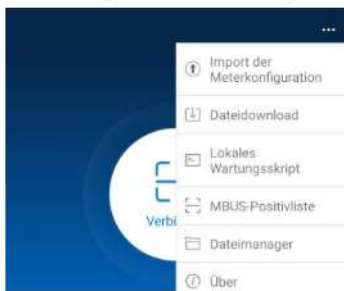 Import der
Meterkonfiguration
Dateidownload
Lokales
Wartungsskript
MBUS-Positivliste
Verbi
Dateimanager
Über